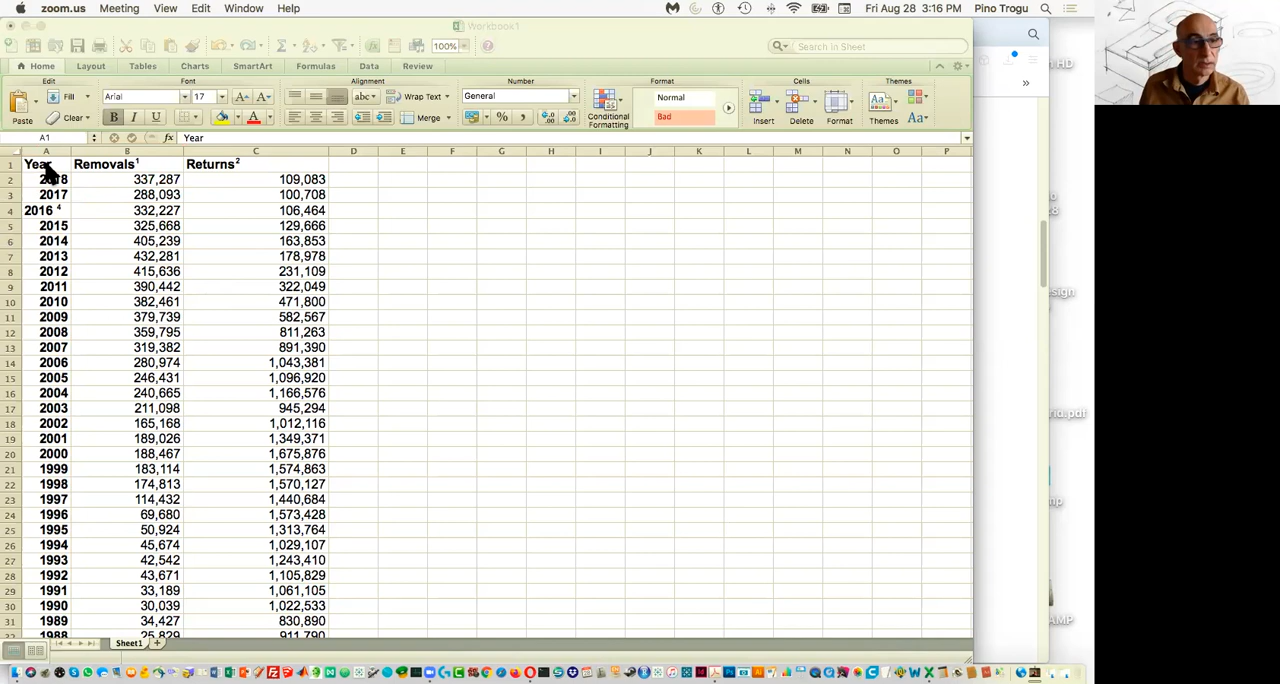 zoom.us Meeting View Edit Window Help
Fri Aug 28 3:16 PM Pino Trogu
Workbook1
100%
Search in Sheet
Home Layout Tables Charts SmartArt Formulas Data Review
Edit Font Alignment Number Format Cells Themes
Fill Arial 17 abc Wrap Text General Normal
Paste Clear B I U Merge % Conditional Formatting Bad Insert Delete Format Themes Aa
A1 fx Year
A B C D E F G H I J K L M N O P
1 Year Removals¹ Returns²
2 2018 337,287 109,083
3 2017 288,093 100,708
4 2016 ⁴ 332,227 106,464
5 2015 325,668 129,666
6 2014 405,239 163,853
7 2013 432,281 178,978
8 2012 415,636 231,109
9 2011 390,442 322,049
10 2010 382,461 471,800
11 2009 379,739 582,567
12 2008 359,795 811,263
13 2007 319,382 891,390
14 2006 280,974 1,043,381
15 2005 246,431 1,096,920
16 2004 240,665 1,166,576
17 2003 211,098 945,294
18 2002 165,168 1,012,116
19 2001 189,026 1,349,371
20 2000 188,467 1,675,876
21 1999 183,114 1,574,863
22 1998 174,813 1,570,127
23 1997 114,432 1,440,684
24 1996 69,680 1,573,428
25 1995 50,924 1,313,764
26 1994 45,674 1,029,107
27 1993 42,542 1,243,410
28 1992 43,671 1,105,829
29 1991 33,189 1,061,105
30 1990 30,039 1,022,533
31 1989 34,427 830,890
32 1988 25,829 911,790
Sheet1